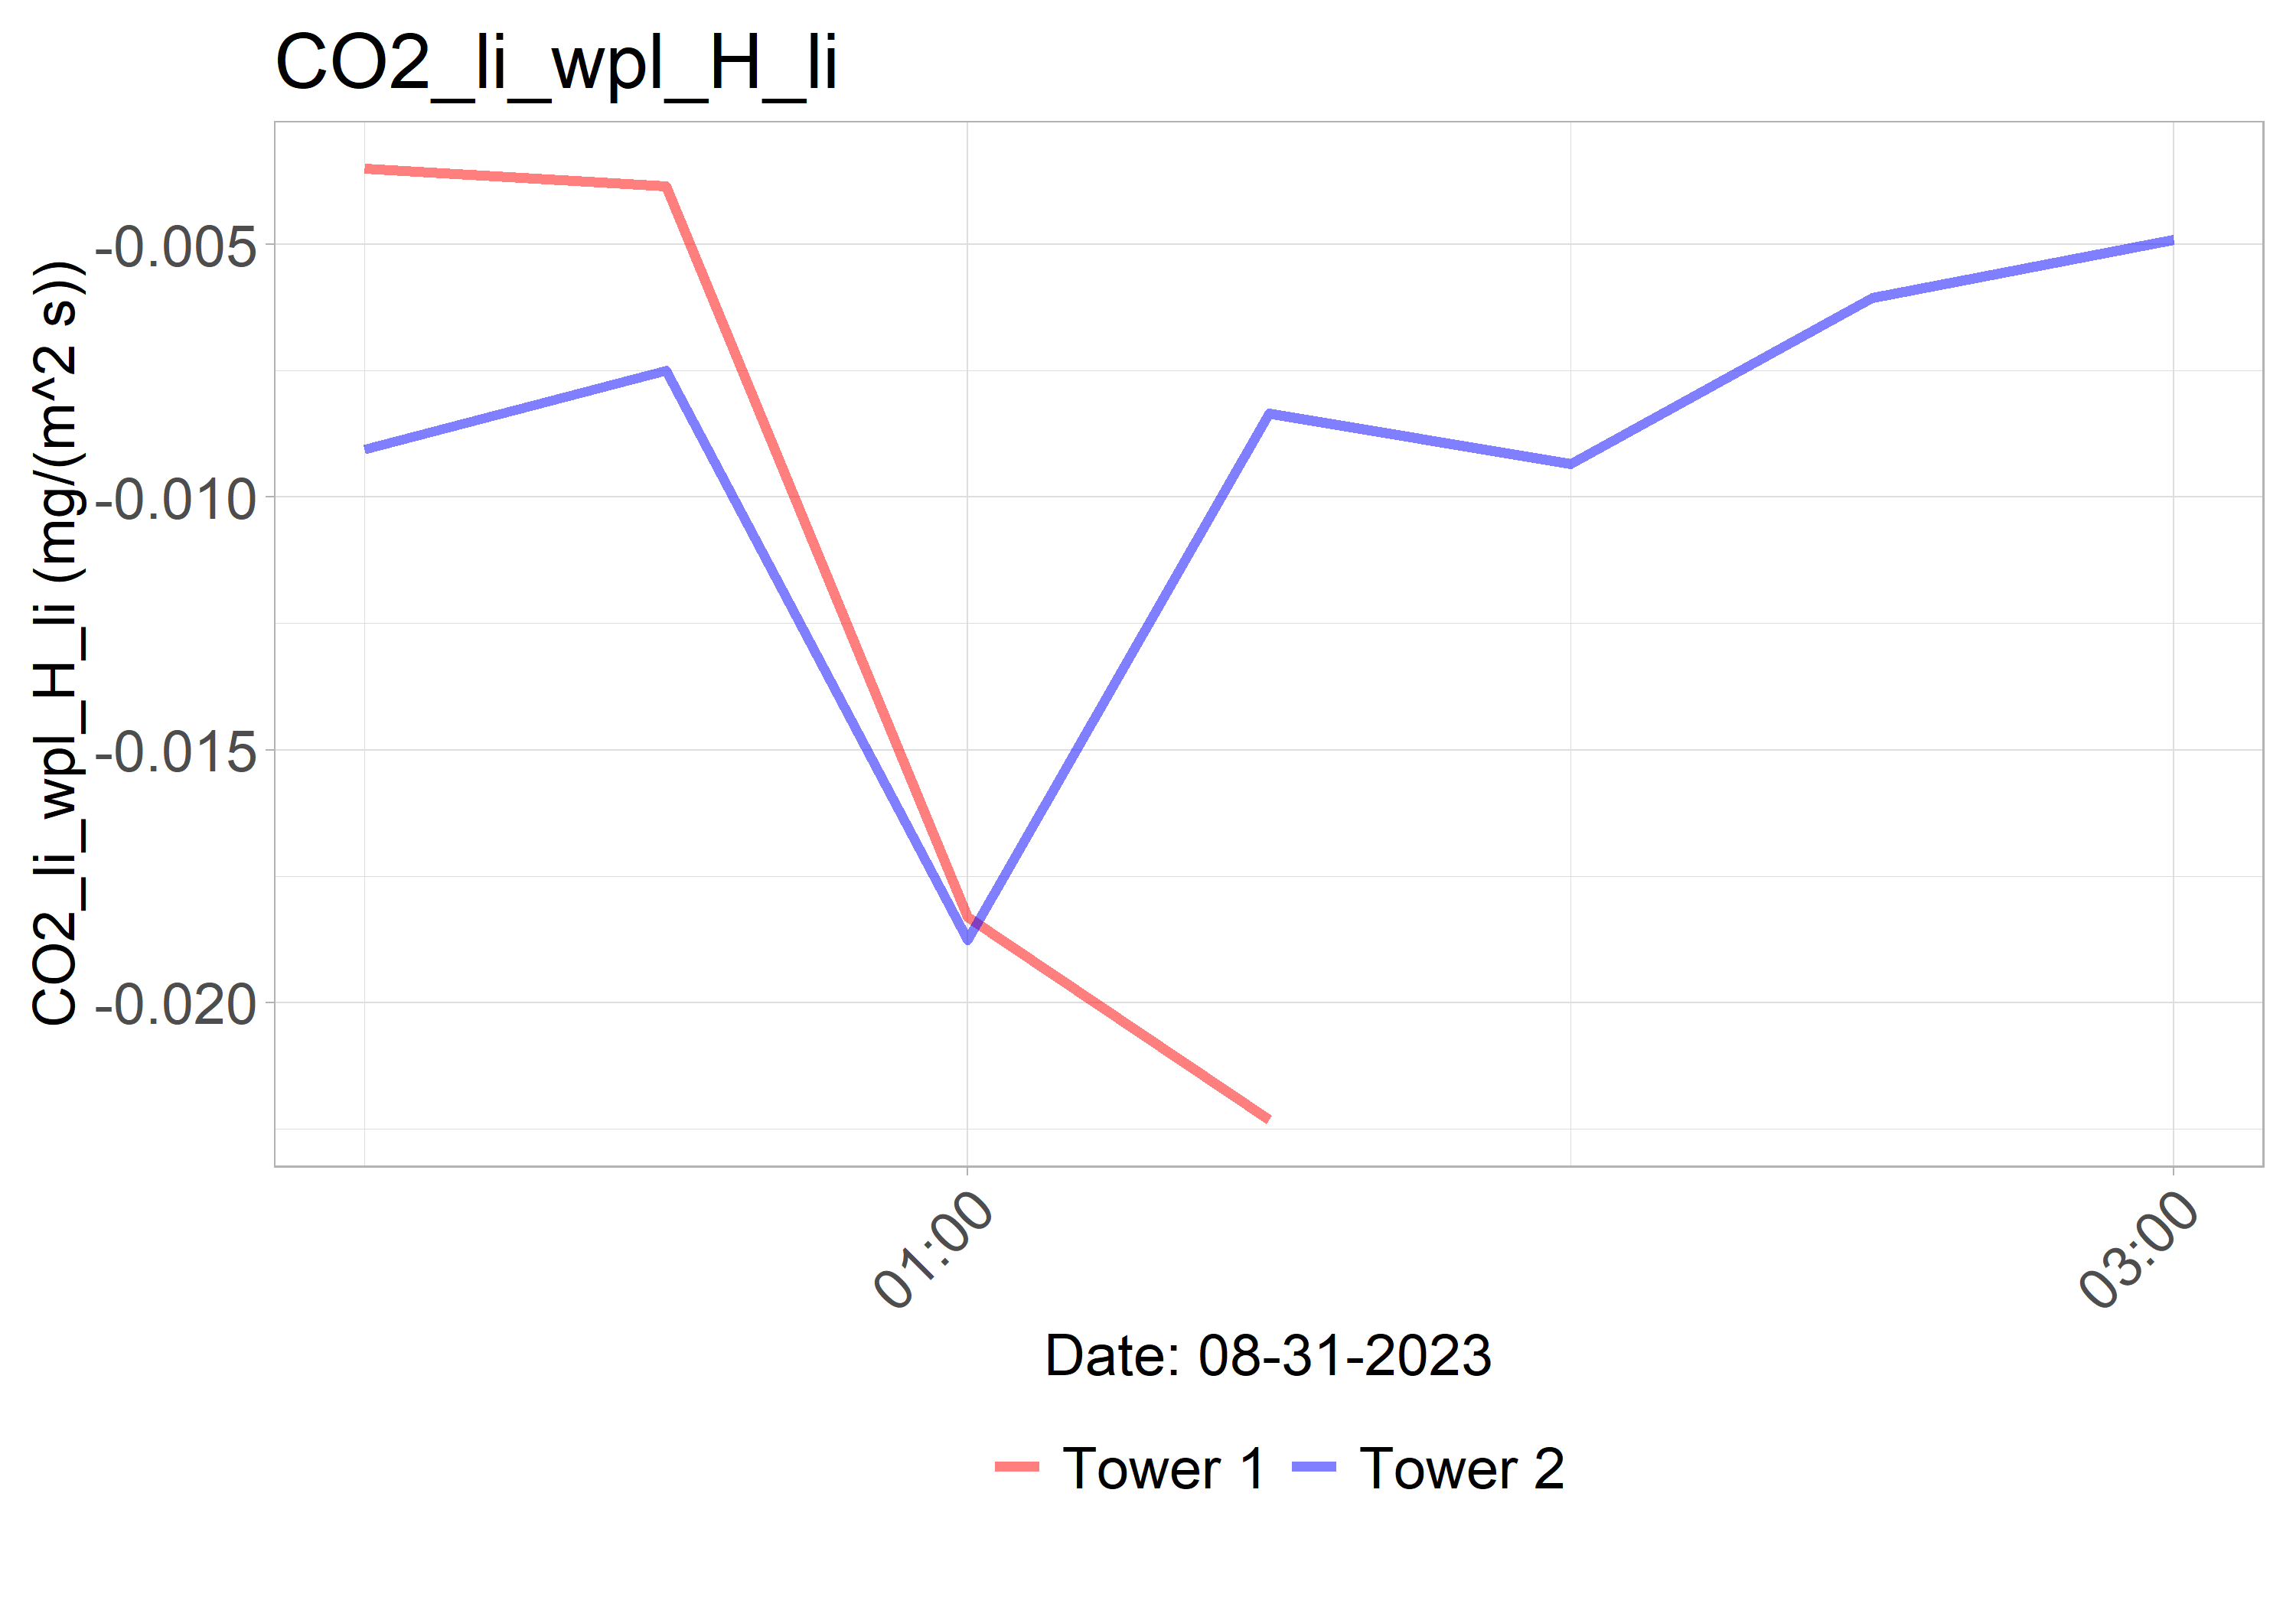 CO2_li_wpl_H_li
CO2_li_wpl_H_li (mg/(m^2 s))
-0.005
-0.010
-0.015
-0.020
01:00
03:00
Date: 08-31-2023
Tower 1
Tower 2